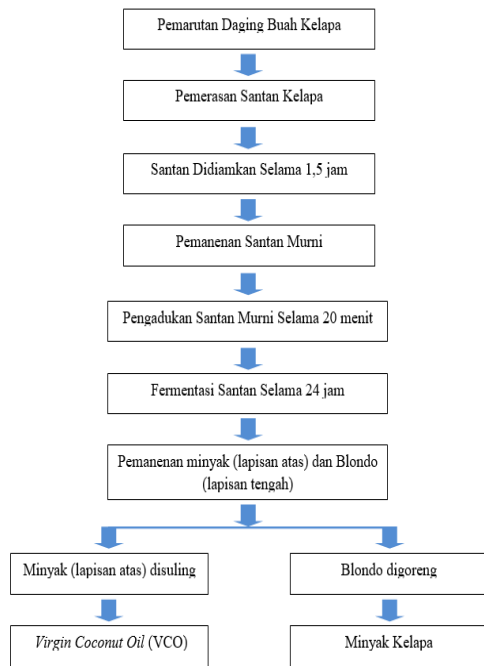 Pemarutan Daging Buah Kelapa
Pemerasan Santan Kelapa
Santan Didiamkan Selama 1,5 jam
Pemanenan Santan Murni
Pengadukan Santan Murni Selama 20 menit
Fermentasi Santan Selama 24 jam
Pemanenan minyak (lapisan atas) dan Blondo
(lapisan tengah)
Minyak (lapisan atas) disuling
Blondo digoreng
Virgin Coconut Oil (VCO)
Minyak Kelapa